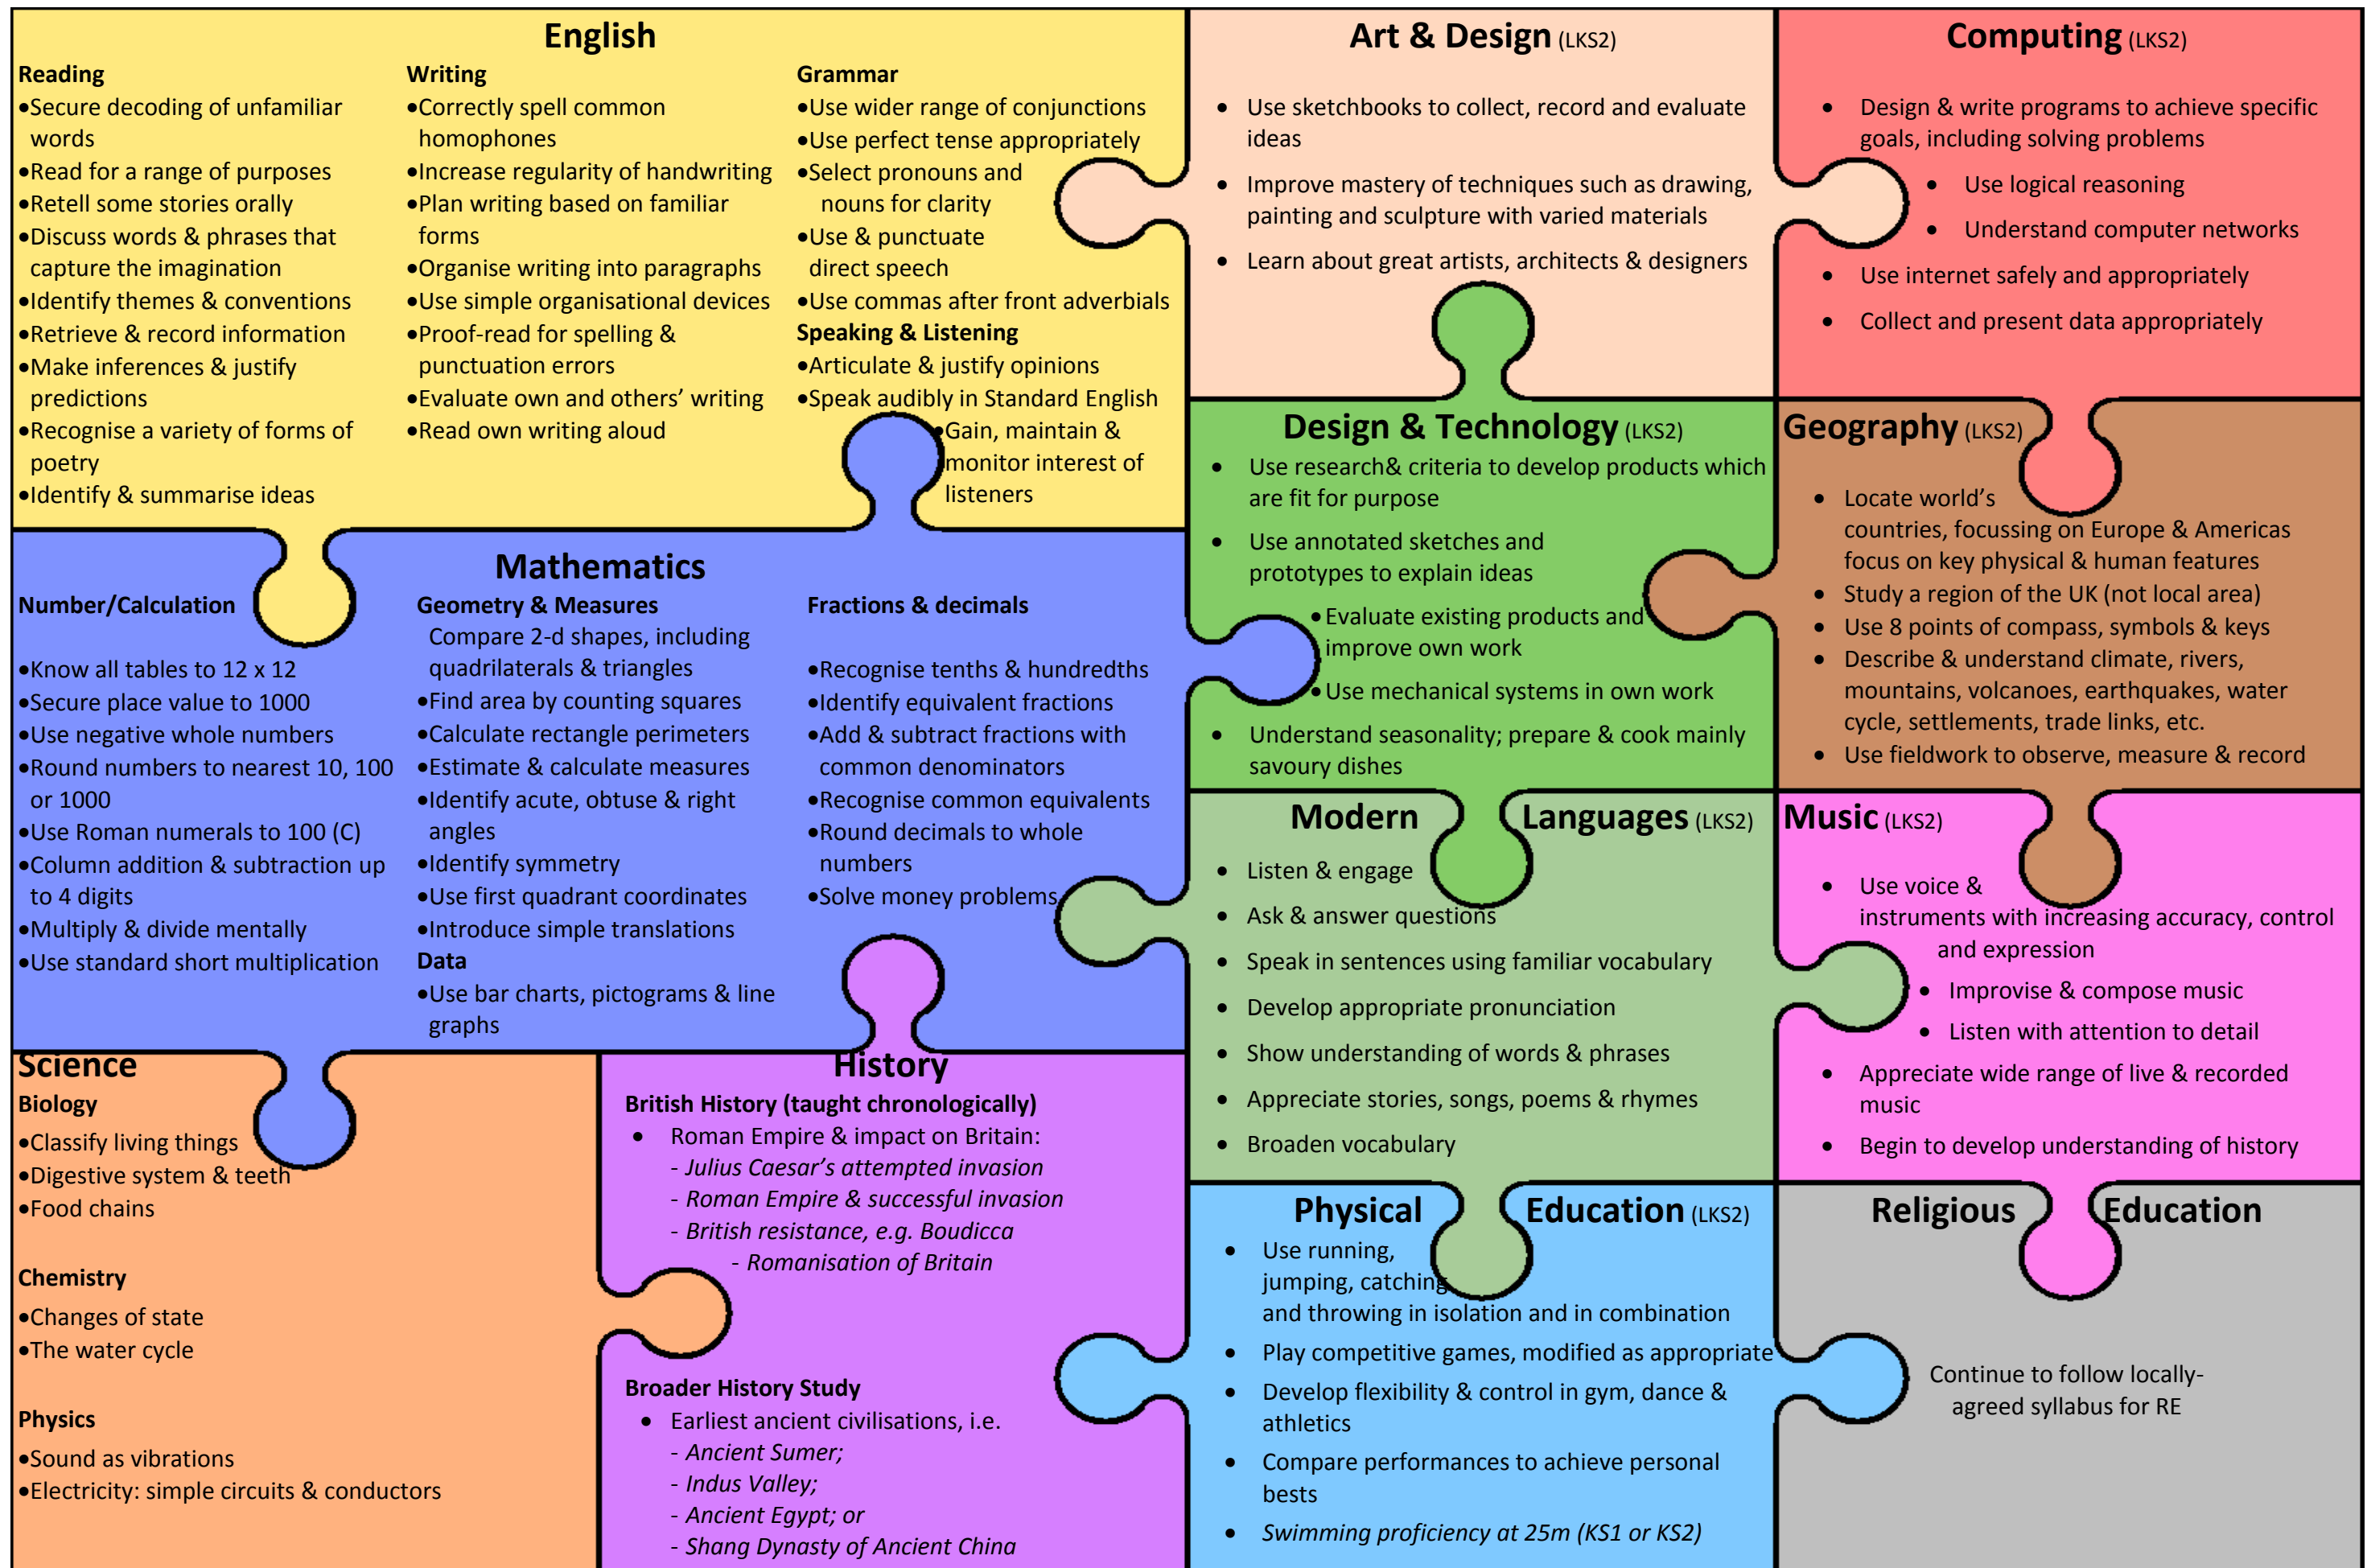 English
Reading
•Secure decoding of unfamiliar
words
•Read for a range of purposes
•Retell some stories orally
•Discuss words & phrases that
capture the imagination
•Identify themes & conventions
•Retrieve & record information
•Make inferences & justify
predictions
•Recognise a variety of forms of
poetry
•Identify & summarise ideas
Writing
•Correctly spell common
homophones
•Increase regularity of handwriting
•Plan writing based on familiar
forms
•Organise writing into paragraphs
•Use simple organisational devices
•Proof-read for spelling &
punctuation errors
•Evaluate own and others’ writing
•Read own writing aloud
Grammar
•Use wider range of conjunctions
•Use perfect tense appropriately
•Select pronouns and
nouns for clarity
•Use & punctuate
direct speech
•Use commas after front adverbials
Speaking & Listening
•Articulate & justify opinions
•Speak audibly in Standard English
•Gain, maintain &
monitor interest of
listeners
Art & Design (LKS2)
• Use sketchbooks to collect, record and evaluate
ideas
• Improve mastery of techniques such as drawing,
painting and sculpture with varied materials
• Learn about great artists, architects & designers
Computing (LKS2)
• Design & write programs to achieve specific
goals, including solving problems
• Use logical reasoning
• Understand computer networks
• Use internet safely and appropriately
• Collect and present data appropriately
Mathematics
Number/Calculation
•Know all tables to 12 x 12
•Secure place value to 1000
•Use negative whole numbers
•Round numbers to nearest 10, 100
or 1000
•Use Roman numerals to 100 (C)
•Column addition & subtraction up
to 4 digits
•Multiply & divide mentally
•Use standard short multiplication
Geometry & Measures
Compare 2-d shapes, including
quadrilaterals & triangles
•Find area by counting squares
•Calculate rectangle perimeters
•Estimate & calculate measures
•Identify acute, obtuse & right
angles
•Identify symmetry
•Use first quadrant coordinates
•Introduce simple translations
Data
•Use bar charts, pictograms & line
graphs
Fractions & decimals
•Recognise tenths & hundredths
•Identify equivalent fractions
•Add & subtract fractions with
common denominators
•Recognise common equivalents
•Round decimals to whole
numbers
•Solve money problems
Design & Technology (LKS2)
• Use research& criteria to develop products which
are fit for purpose
• Use annotated sketches and
prototypes to explain ideas
•Evaluate existing products and
improve own work
•Use mechanical systems in own work
• Understand seasonality; prepare & cook mainly
savoury dishes
Geography (LKS2)
• Locate world’s
countries, focussing on Europe & Americas
focus on key physical & human features
• Study a region of the UK (not local area)
• Use 8 points of compass, symbols & keys
• Describe & understand climate, rivers,
mountains, volcanoes, earthquakes, water
cycle, settlements, trade links, etc.
• Use fieldwork to observe, measure & record
Modern Languages (LKS2)
• Listen & engage
• Ask & answer questions
• Speak in sentences using familiar vocabulary
• Develop appropriate pronunciation
• Show understanding of words & phrases
• Appreciate stories, songs, poems & rhymes
• Broaden vocabulary
Music (LKS2)
• Use voice &
instruments with increasing accuracy, control
and expression
• Improvise & compose music
• Listen with attention to detail
• Appreciate wide range of live & recorded
music
• Begin to develop understanding of history
Science
Biology
•Classify living things
•Digestive system & teeth
•Food chains
Chemistry
•Changes of state
•The water cycle
Physics
•Sound as vibrations
•Electricity: simple circuits & conductors
History
British History (taught chronologically)
• Roman Empire & impact on Britain:
- Julius Caesar’s attempted invasion
- Roman Empire & successful invasion
- British resistance, e.g. Boudicca
- Romanisation of Britain
Broader History Study
• Earliest ancient civilisations, i.e.
- Ancient Sumer;
- Indus Valley;
- Ancient Egypt; or
- Shang Dynasty of Ancient China
Physical Education (LKS2)
• Use running,
jumping, catching
and throwing in isolation and in combination
• Play competitive games, modified as appropriate
• Develop flexibility & control in gym, dance &
athletics
• Compare performances to achieve personal
bests
• Swimming proficiency at 25m (KS1 or KS2)
Religious Education
Continue to follow locally-
agreed syllabus for RE